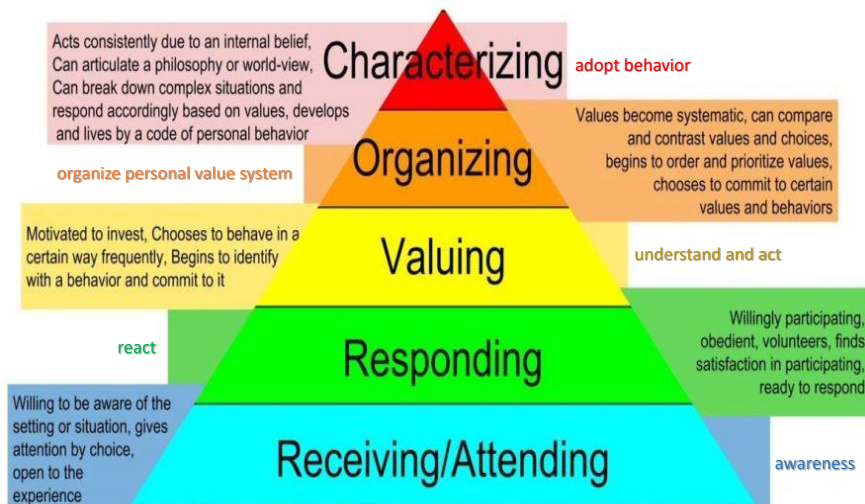 Acts consistently due to an internal belief,
Can articulate a philosophy or world-view,
Can break down complex situations and
respond accordingly based on values, develops
and lives by a code of personal behavior
Characterizing
adopt behavior
organize personal value system
Organizing
Values become systematic, can compare
and contrast values and choices,
begins to order and prioritize values,
chooses to commit to certain
values and behaviors
Motivated to invest, Chooses to behave in a
certain way frequently, Begins to identify
with a behavior and commit to it
Valuing
understand and act
react
Responding
Willingly participating,
obedient, volunteers, finds
satisfaction in participating,
ready to respond
Willing to be aware of the
setting or situation, gives
attention by choice,
open to the
experience
Receiving/Attending
awareness